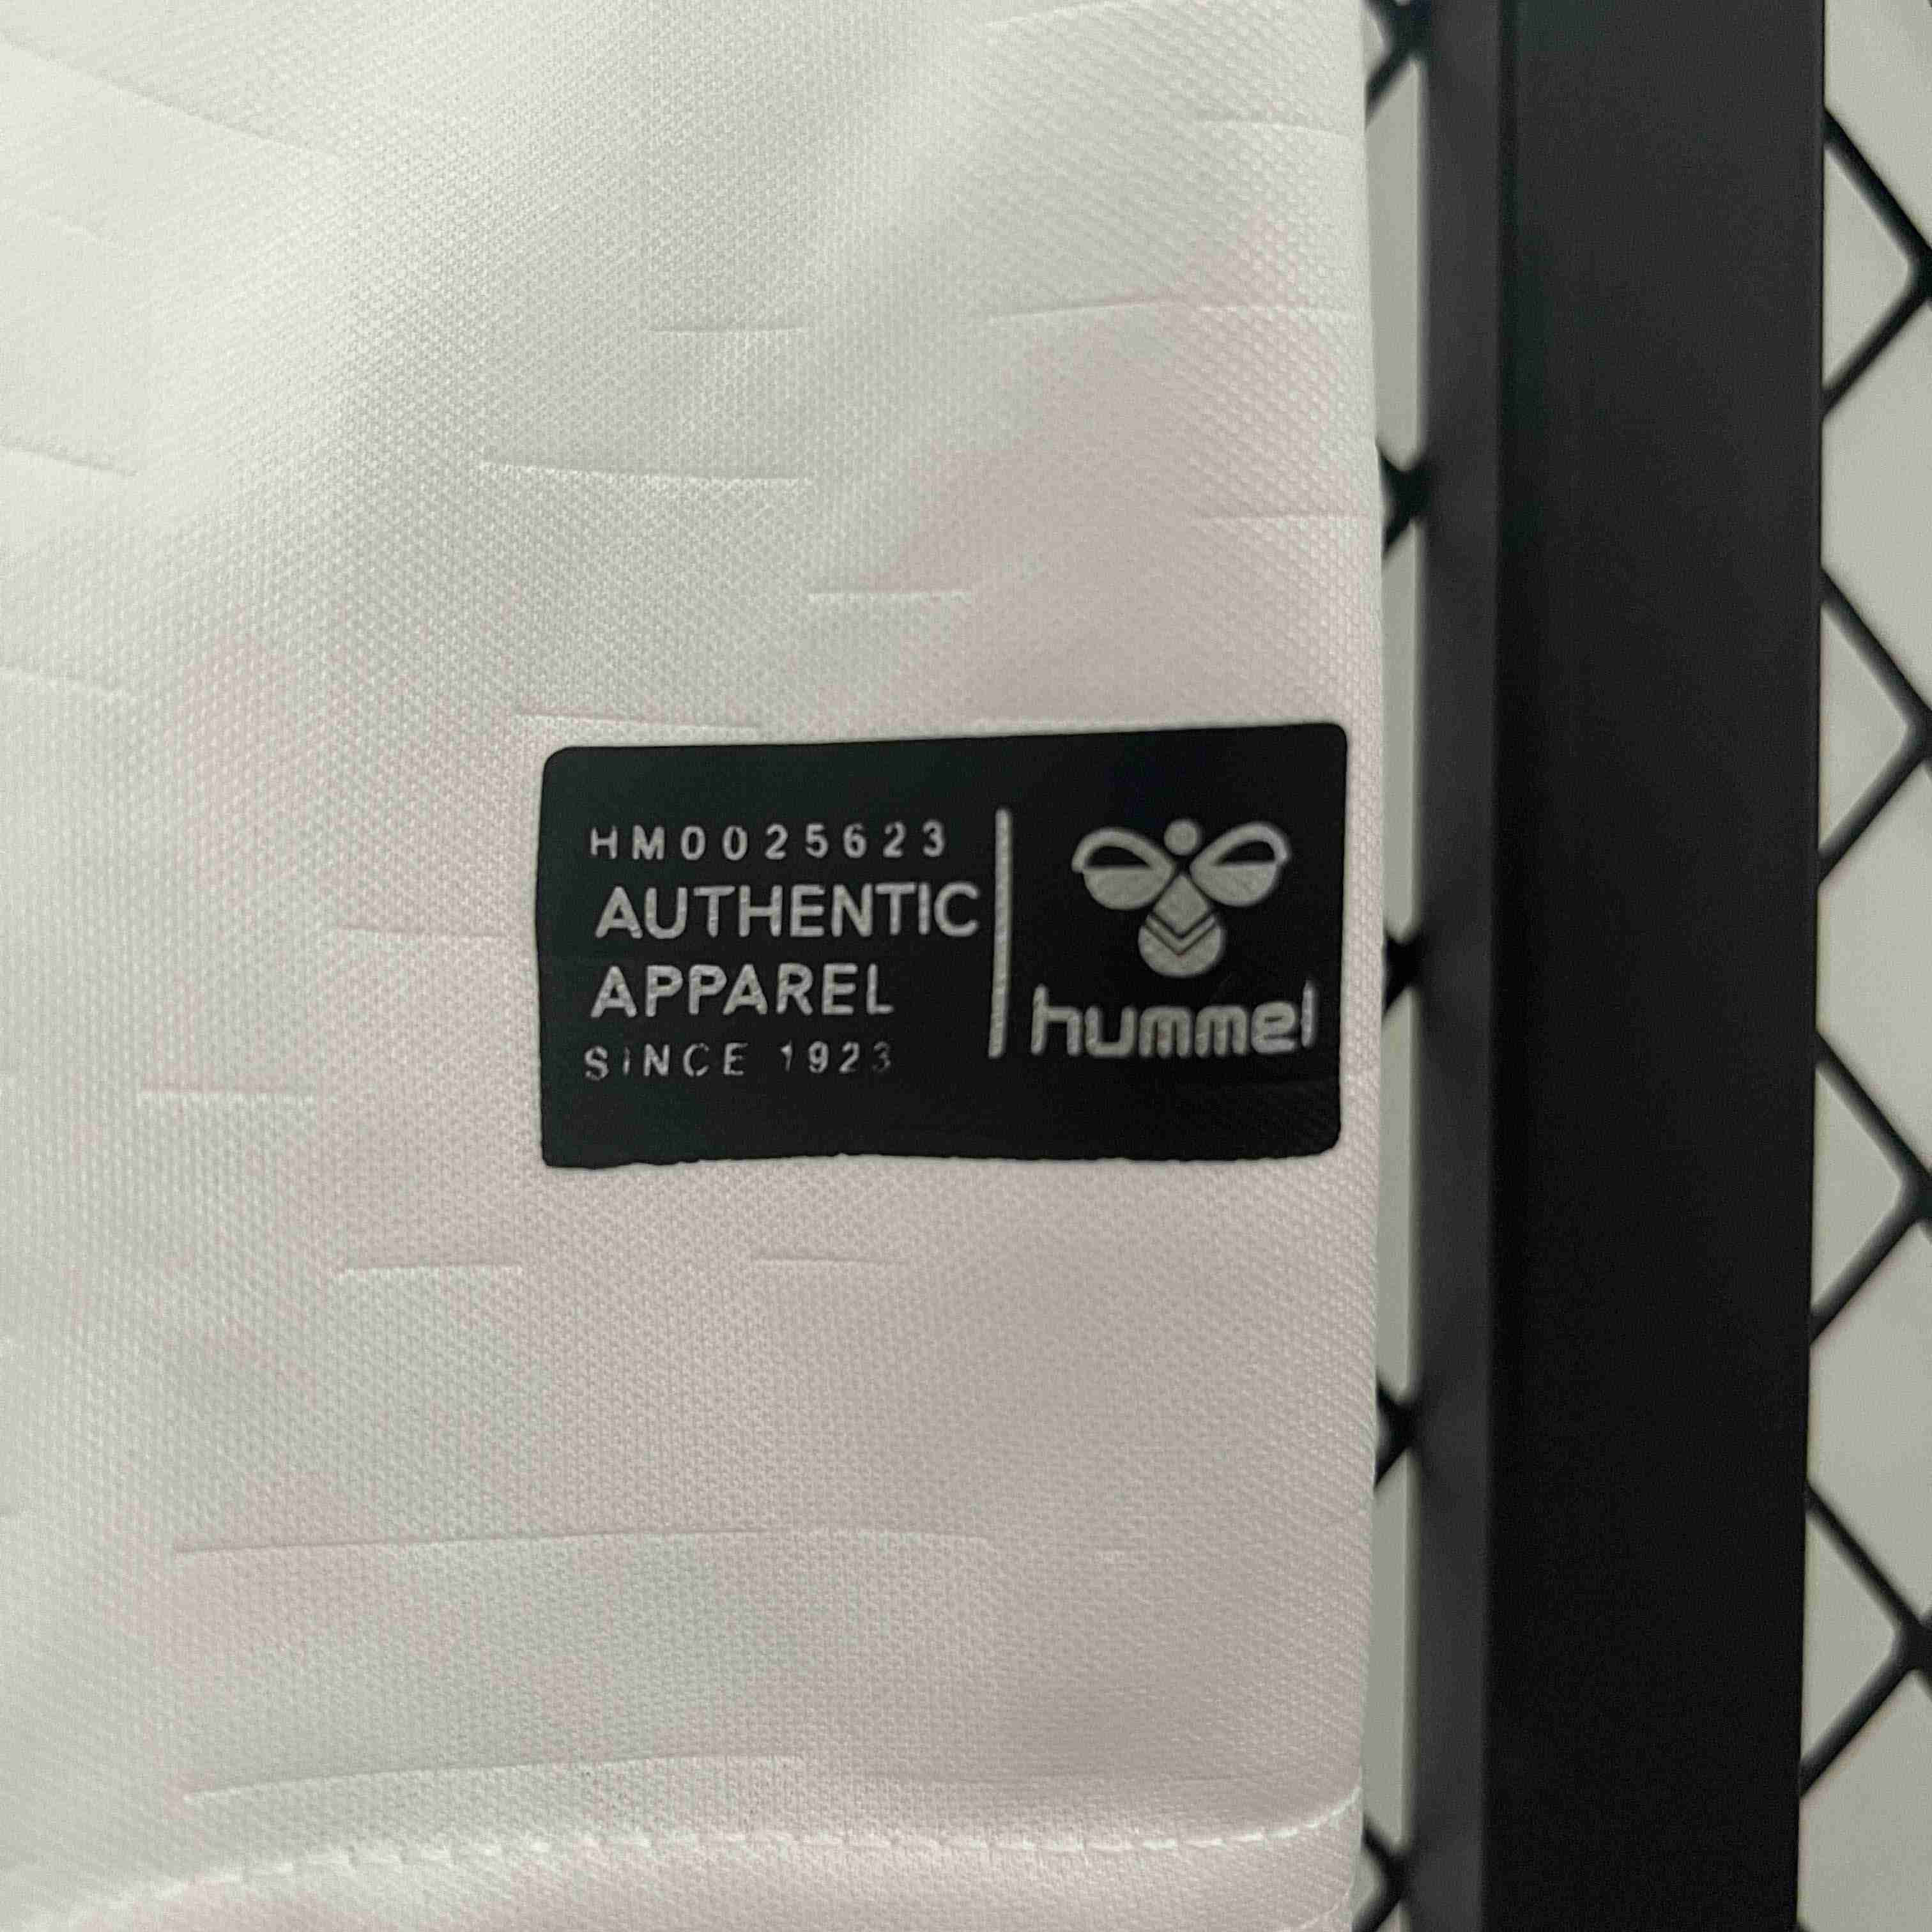 HM0025623
AUTHENTIC
APPAREL
SINCE 1923
hummel